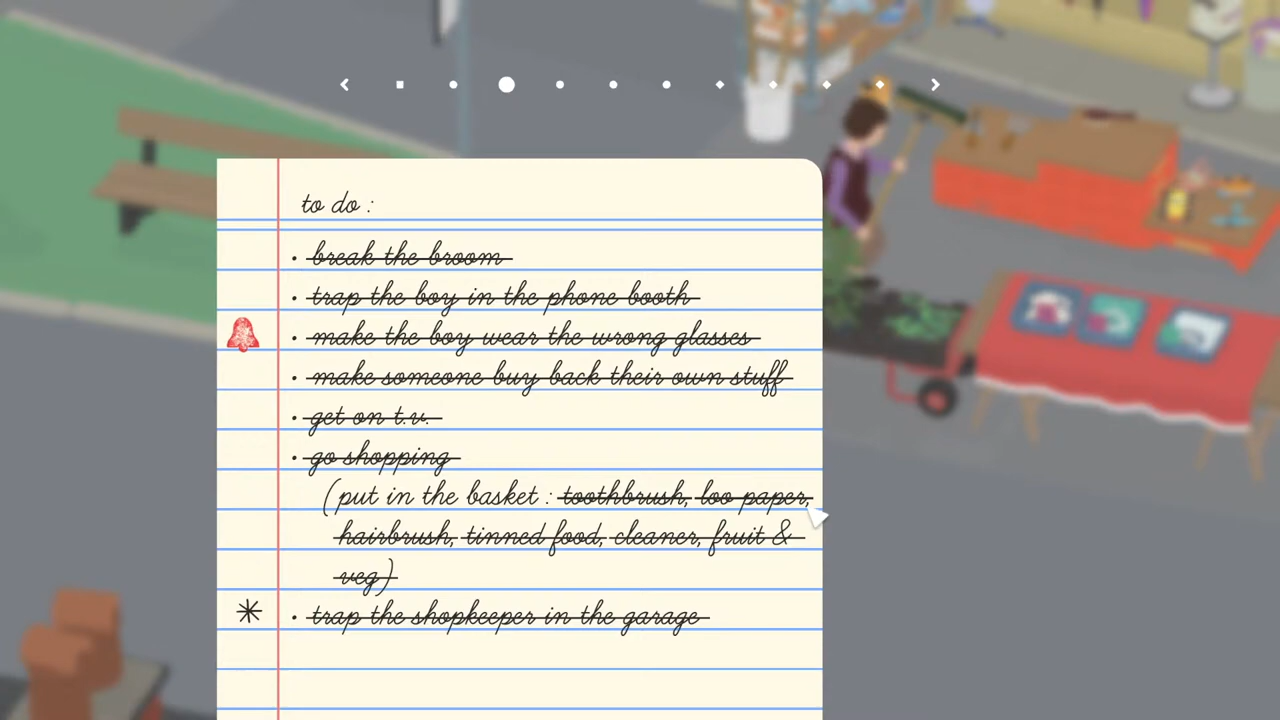 to do :
• break the broom
• trap the boy in the phone booth
• make the boy wear the wrong glasses
• make someone buy back their own stuff
• get on t.v.
• go shopping
(put in the basket : toothbrush, loo paper,
hairbrush, tinned food, cleaner, fruit &
veg)
• trap the shopkeeper in the garage